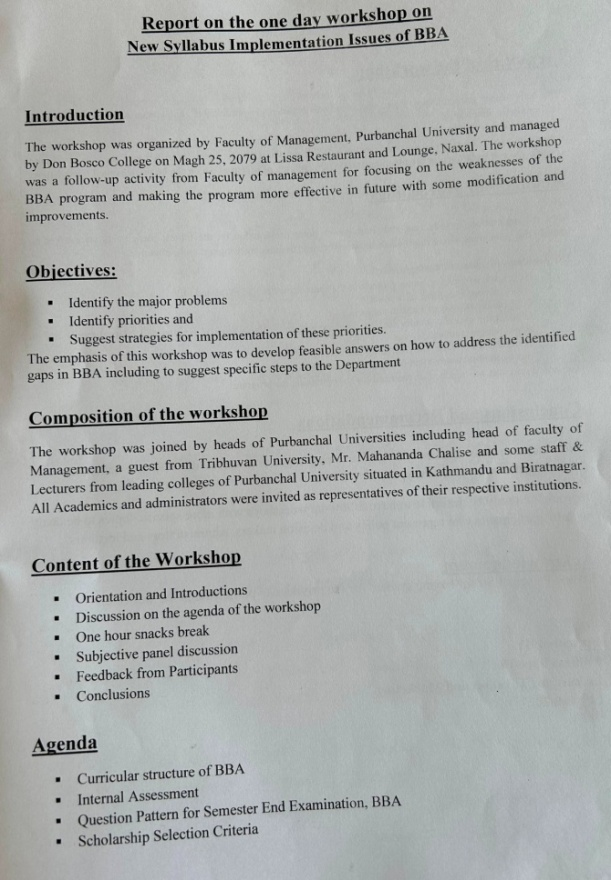 Report on the one day workshop on
New Syllabus Implementation Issues of BBA
Introduction
The workshop was organized by Faculty of Management, Purbanchal University and managed
by Don Bosco College on Magh 25, 2079 at Lissa Restaurant and Lounge, Naxal. The workshop
was a follow-up activity from Faculty of management for focusing on the weaknesses of the
BBA program and making the program more effective in future with some modification and
improvements.
Objectives:
▪ Identify the major problems
▪ Identify priorities and
▪ Suggest strategies for implementation of these priorities.
The emphasis of this workshop was to develop feasible answers on how to address the identified
gaps in BBA including to suggest specific steps to the Department
Composition of the workshop
The workshop was joined by heads of Purbanchal Universities including head of faculty of
Management, a guest from Tribhuvan University, Mr. Mahananda Chalise and some staff &
Lecturers from leading colleges of Purbanchal University situated in Kathmandu and Biratnagar.
All Academics and administrators were invited as representatives of their respective institutions.
Content of the Workshop
▪ Orientation and Introductions
▪ Discussion on the agenda of the workshop
▪ One hour snacks break
▪ Subjective panel discussion
▪ Feedback from Participants
▪ Conclusions
Agenda
▪ Curricular structure of BBA
▪ Internal Assessment
▪ Question Pattern for Semester End Examination, BBA
▪ Scholarship Selection Criteria